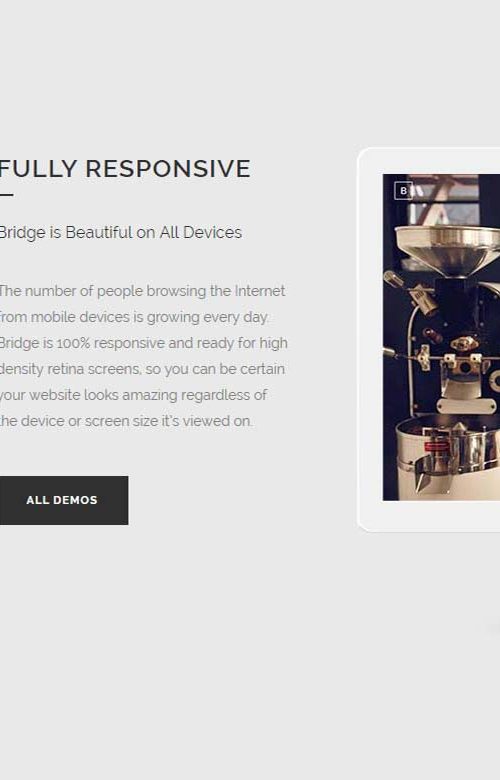 FULLY RESPONSIVE
Bridge is Beautiful on All Devices
The number of people browsing the Internet
from mobile devices is growing every day.
Bridge is 100% responsive and ready for high
density retina screens, so you can be certain
your website looks amazing regardless of
the device or screen size it's viewed on.
ALL DEMOS
B